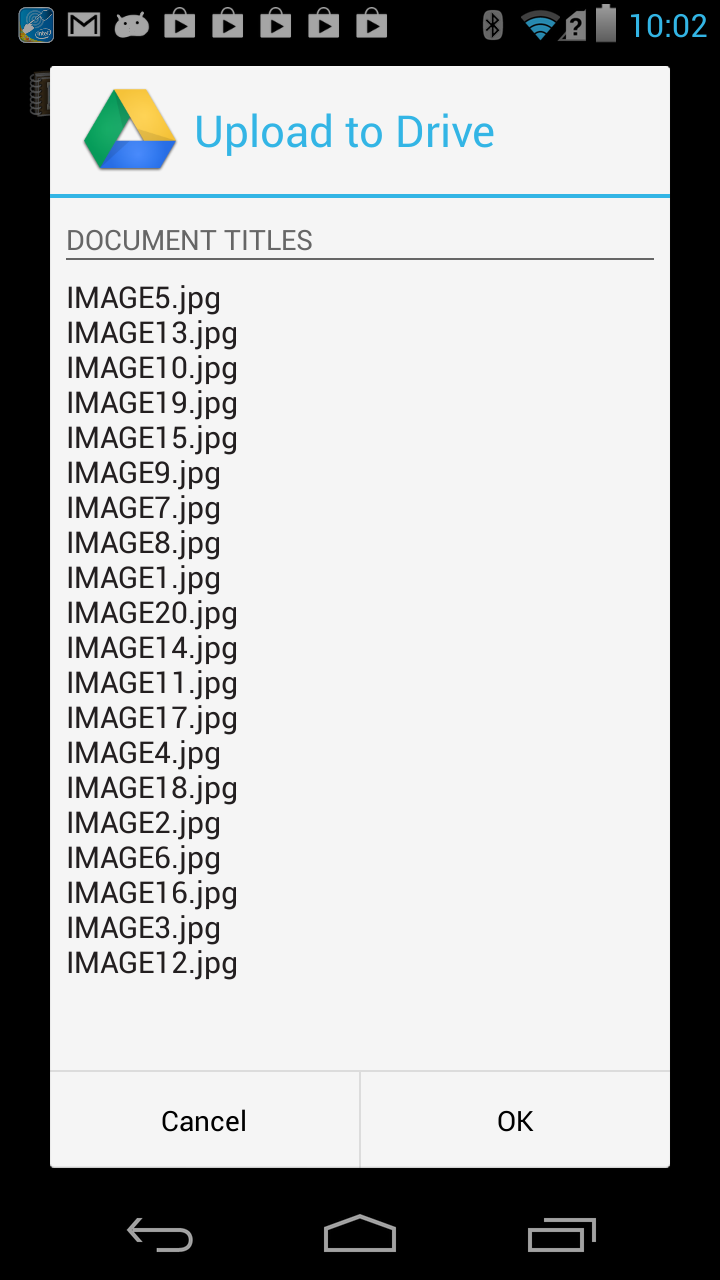 10:02
Upload to Drive
DOCUMENT TITLES
IMAGE5.jpg
IMAGE13.jpg
IMAGE10.jpg
IMAGE19.jpg
IMAGE15.jpg
IMAGE9.jpg
IMAGE7.jpg
IMAGE8.jpg
IMAGE1.jpg
IMAGE20.jpg
IMAGE14.jpg
IMAGE11.jpg
IMAGE17.jpg
IMAGE4.jpg
IMAGE18.jpg
IMAGE2.jpg
IMAGE6.jpg
IMAGE16.jpg
IMAGE3.jpg
IMAGE12.jpg
Cancel OK